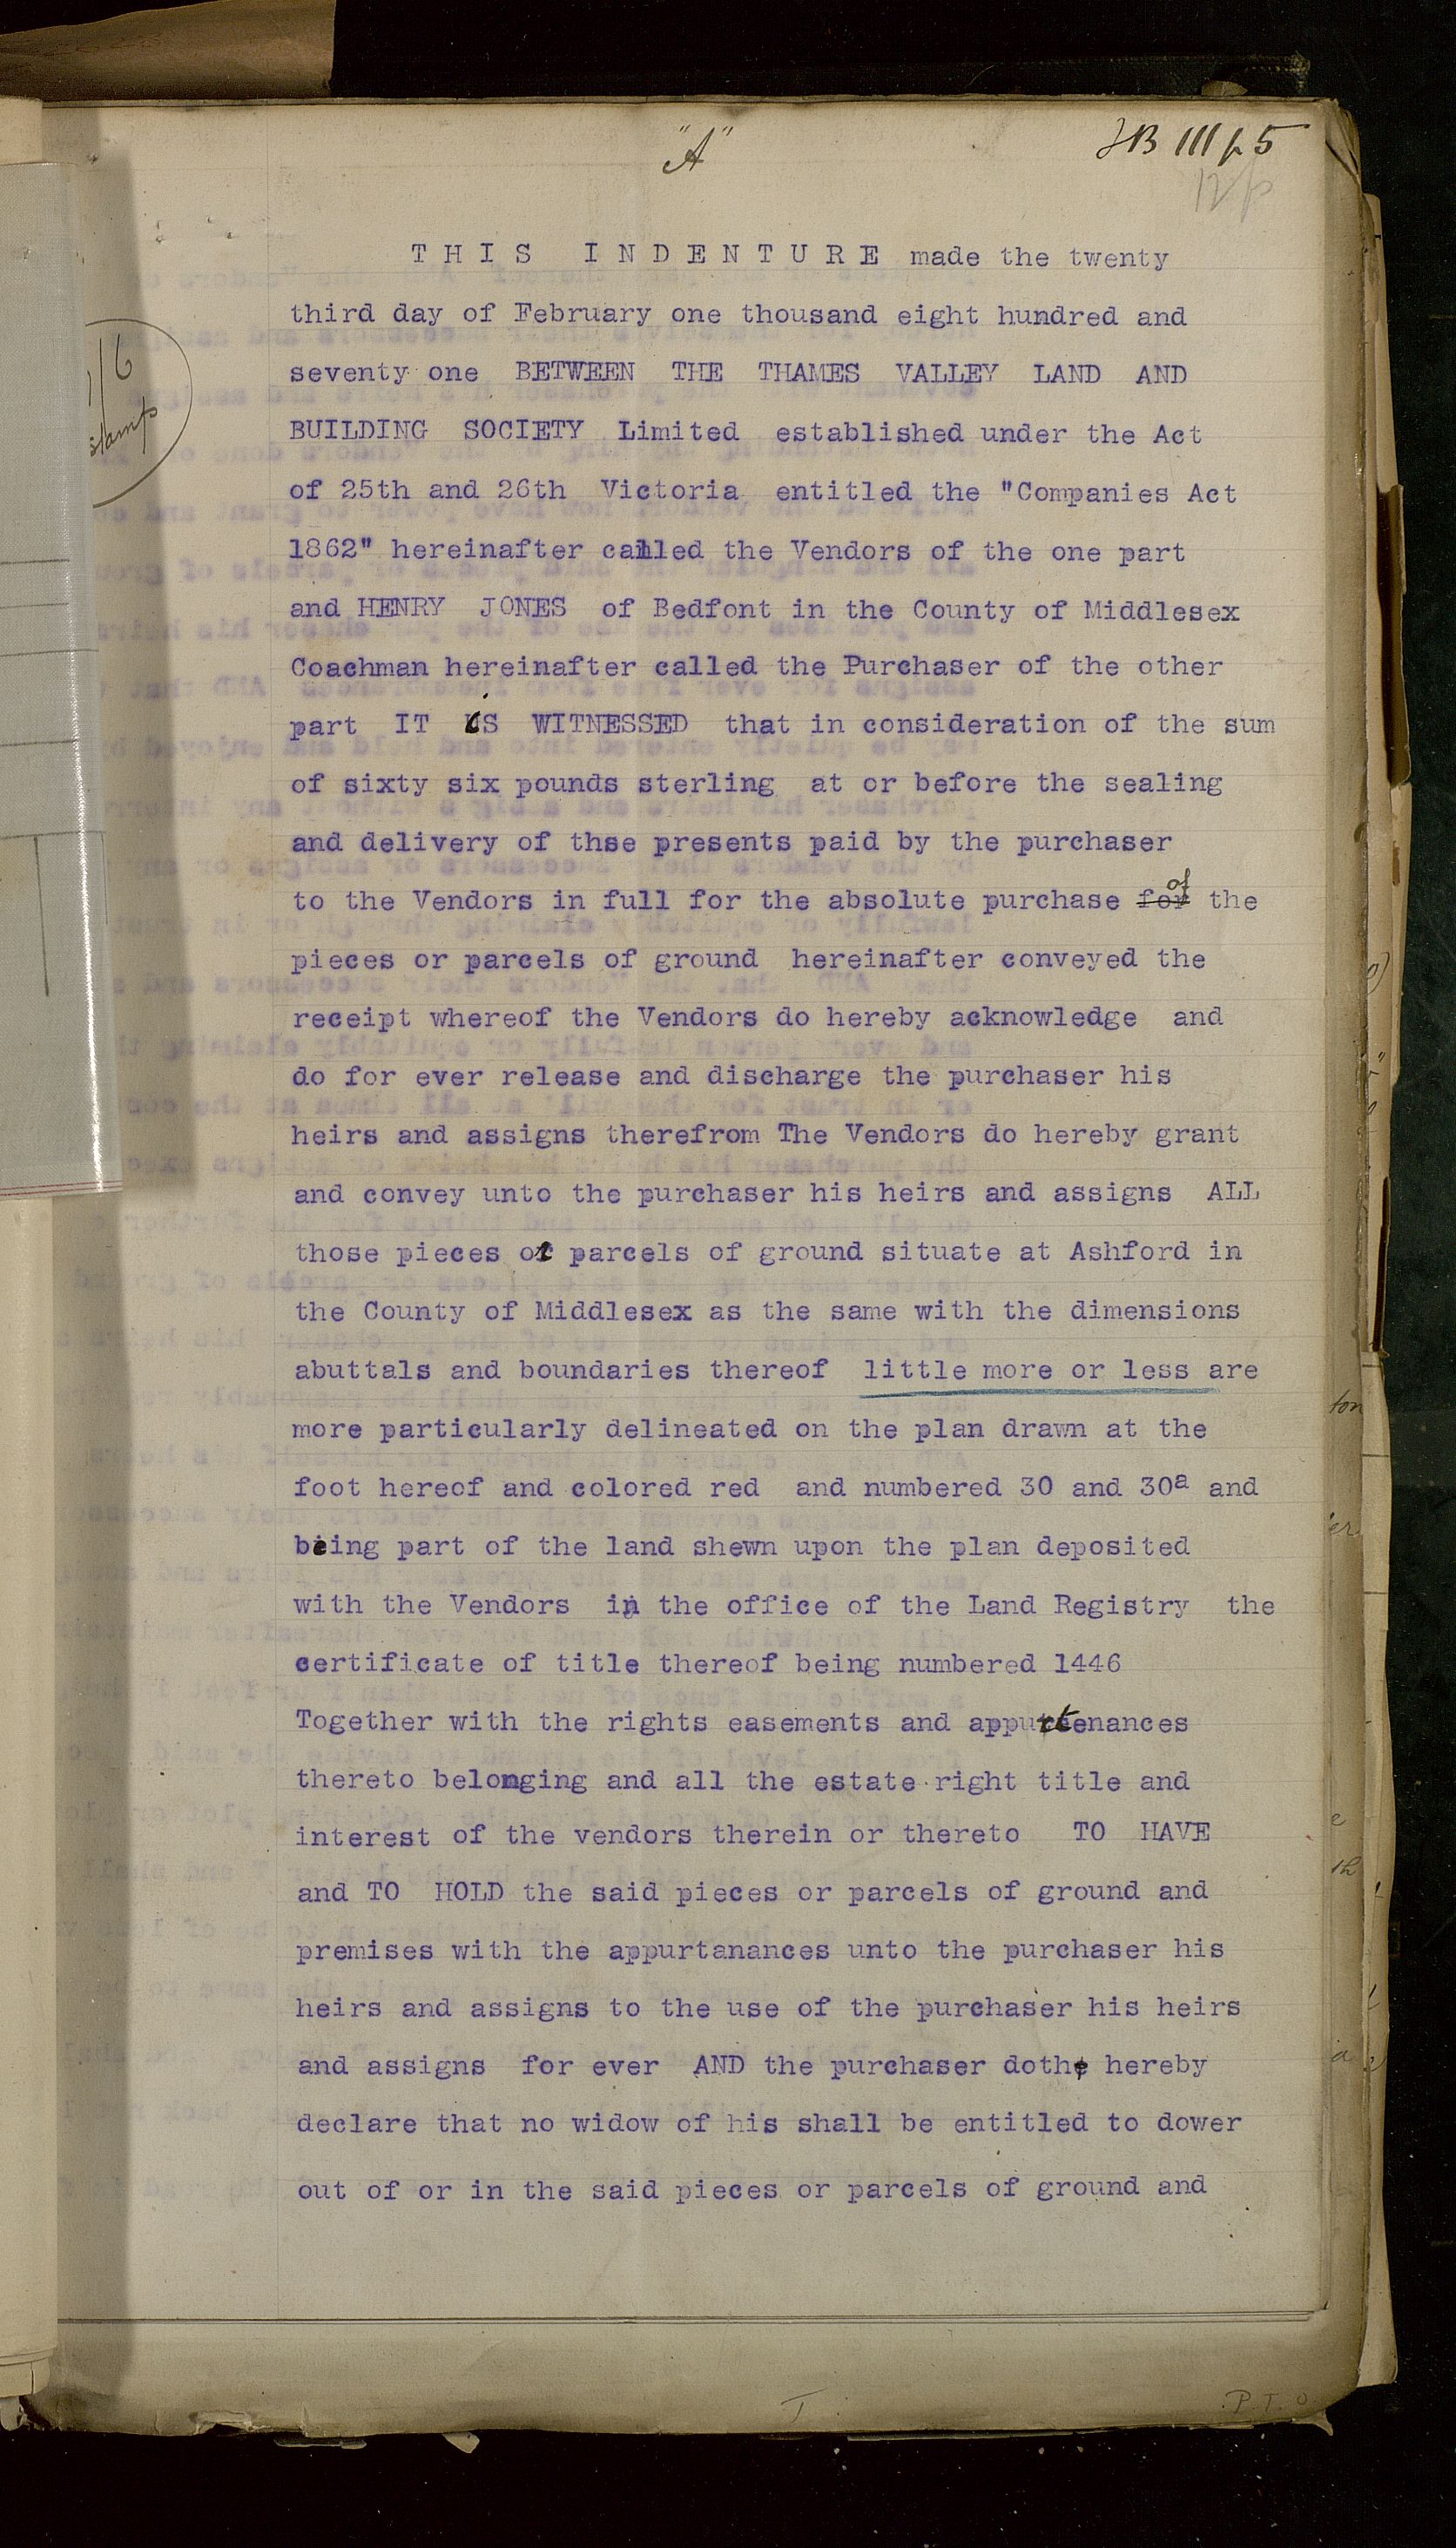 "A"
JB III p 5
12/p
1/6
stamp
T H I S   I N D E N T U R E made the twenty
third day of February one thousand eight hundred and
seventy one BETWEEN THE THAMES VALLEY LAND AND
BUILDING SOCIETY Limited established under the Act
of 25th and 26th Victoria entitled the "Companies Act
1862" hereinafter called the Vendors of the one part
and HENRY JONES of Bedfont in the County of Middlesex
Coachman hereinafter called the Purchaser of the other
part IT iS WITNESSED that in consideration of the sum
of sixty six pounds sterling at or before the sealing
and delivery of thse presents paid by the purchaser
to the Vendors in full for the absolute purchase for of the
pieces or parcels of ground hereinafter conveyed the
receipt whereof the Vendors do hereby acknowledge and
do for ever release and discharge the purchaser his
heirs and assigns therefrom The Vendors do hereby grant
and convey unto the purchaser his heirs and assigns ALL
those pieces or parcels of ground situate at Ashford in
the County of Middlesex as the same with the dimensions
abuttals and boundaries thereof little more or less are
more particularly delineated on the plan drawn at the
foot hereof and colored red and numbered 30 and 30a and
being part of the land shewn upon the plan deposited
with the Vendors in the office of the Land Registry the
certificate of title thereof being numbered 1446
Together with the rights easements and appurtenances
thereto belonging and all the estate right title and
interest of the vendors therein or thereto TO HAVE
and TO HOLD the said pieces or parcels of ground and
premises with the appurtanances unto the purchaser his
heirs and assigns to the use of the purchaser his heirs
and assigns for ever AND the purchaser doth hereby
declare that no widow of his shall be entitled to dower
out of or in the said pieces or parcels of ground and
P.T.O